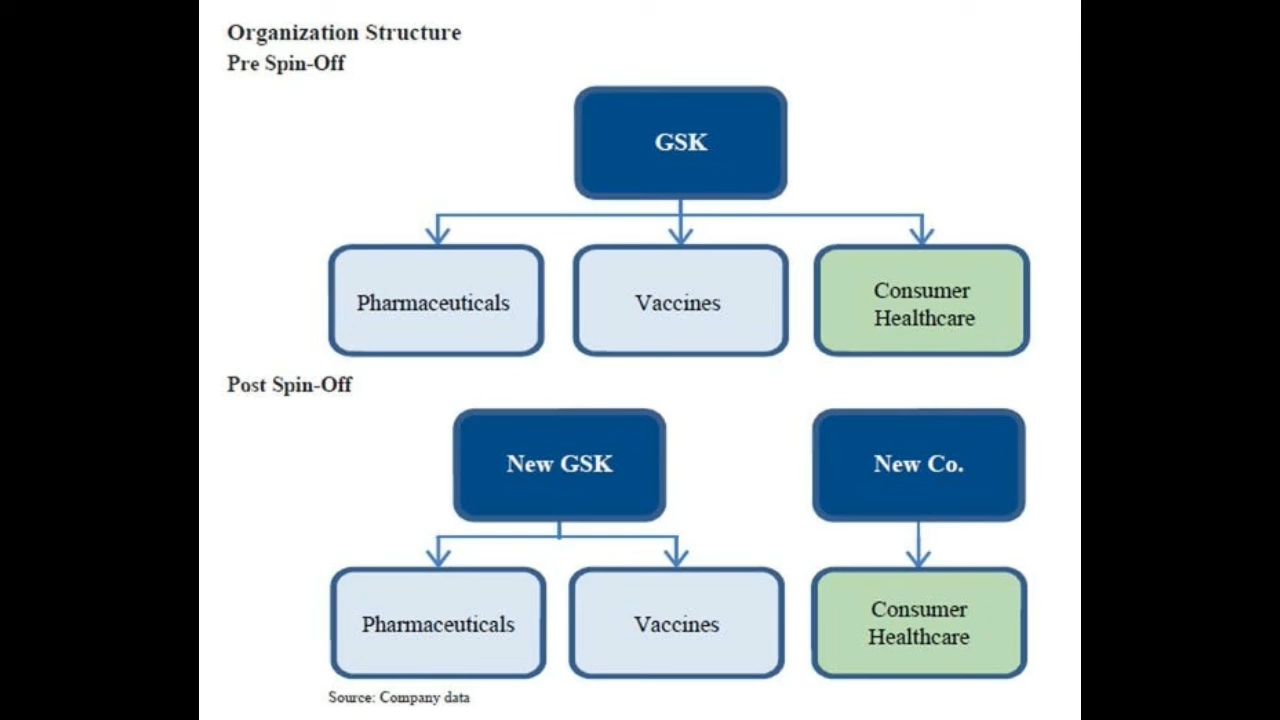 Organization Structure
Pre Spin-Off
GSK
Pharmaceuticals
Vaccines
Consumer
Healthcare
Post Spin-Off
New GSK
New Co.
Pharmaceuticals
Vaccines
Consumer
Healthcare
Source: Company data